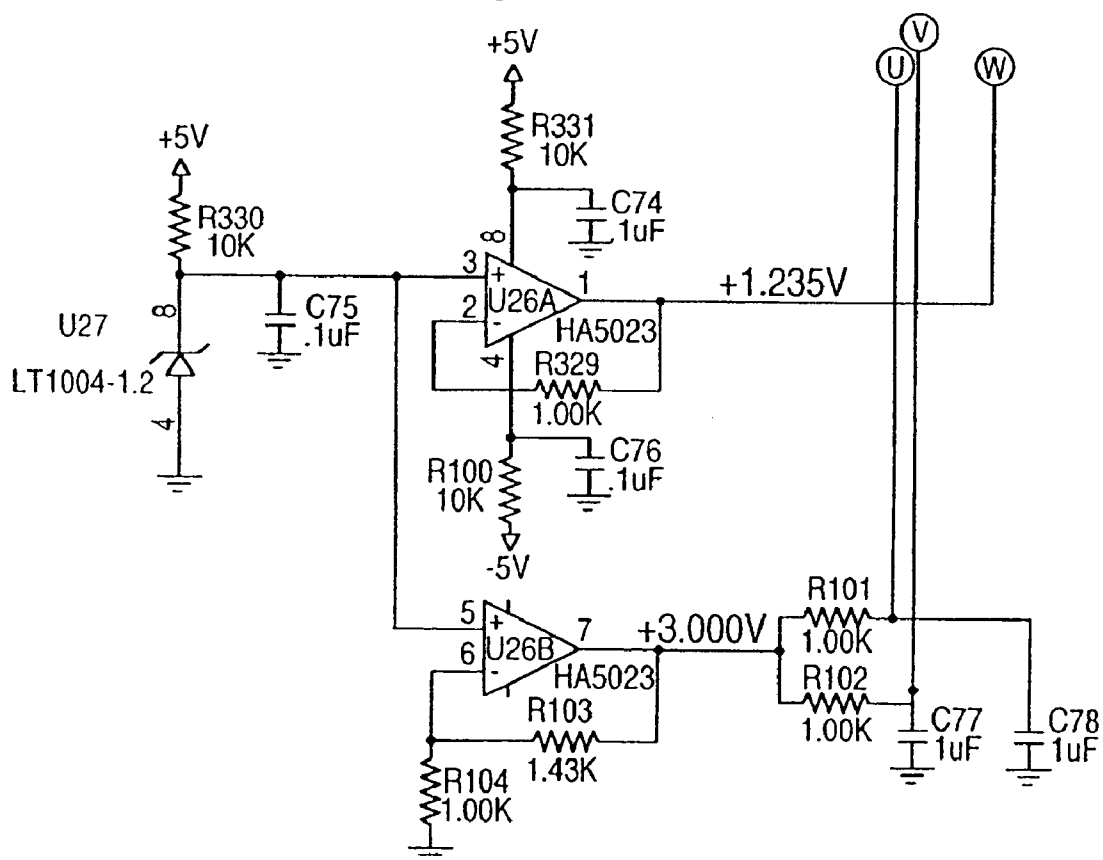 V
U
W
+5V
R331
10K
+5V
R330
10K
C74
.1uF
8
3
+
1
+1.235V
U26A
2
-
HA5023
C75
.1uF
8
U27
LT1004-1.2
4
4
R329
1.00K
C76
.1uF
R100
10K
-5V
R101
1.00K
5
+
7
+3.000V
U26B
6
-
HA5023
R102
1.00K
R103
1.43K
C77
1uF
C78
1uF
R104
1.00K